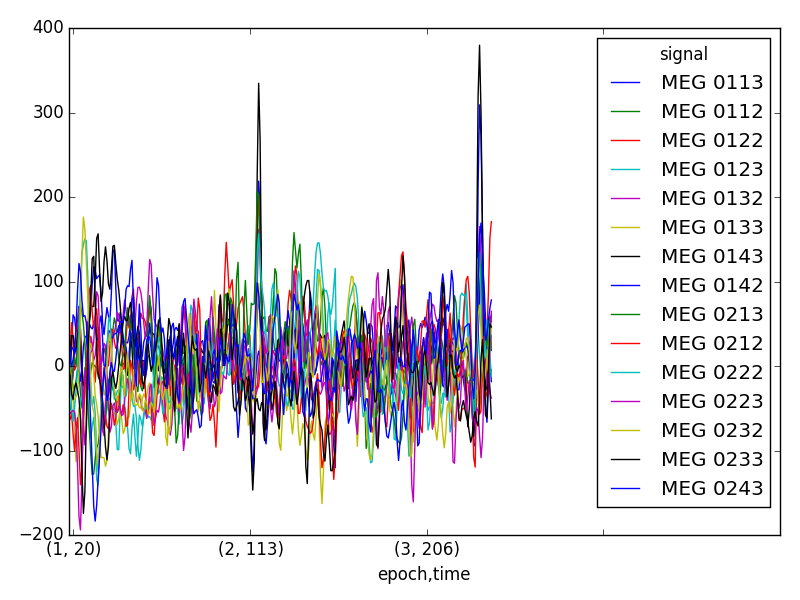 400
300
200
100
0
−100
−200
(1, 20)
(2, 113)
(3, 206)
epoch,time
signal
MEG 0113
MEG 0112
MEG 0122
MEG 0123
MEG 0132
MEG 0133
MEG 0143
MEG 0142
MEG 0213
MEG 0212
MEG 0222
MEG 0223
MEG 0232
MEG 0233
MEG 0243